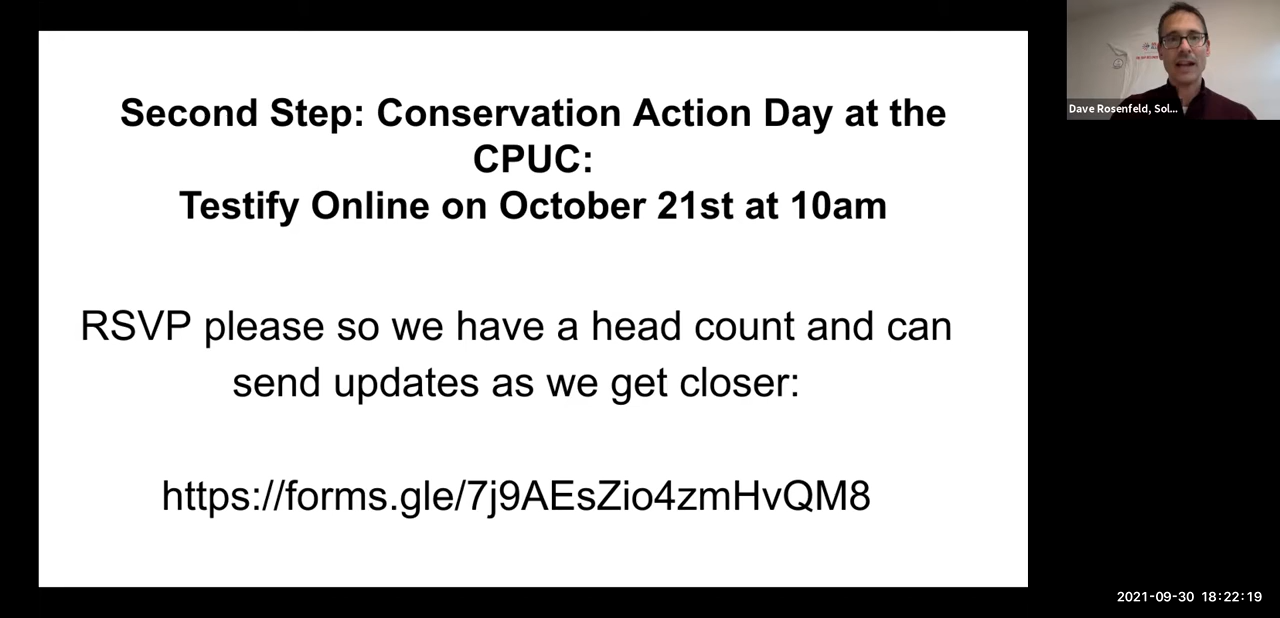 Second Step: Conservation Action Day at the
CPUC:
Testify Online on October 21st at 10am
RSVP please so we have a head count and can
send updates as we get closer:
https://forms.gle/7j9AEsZio4zmHvQM8
Dave Rosenfeld, Sol...
2021-09-30 18:22:19